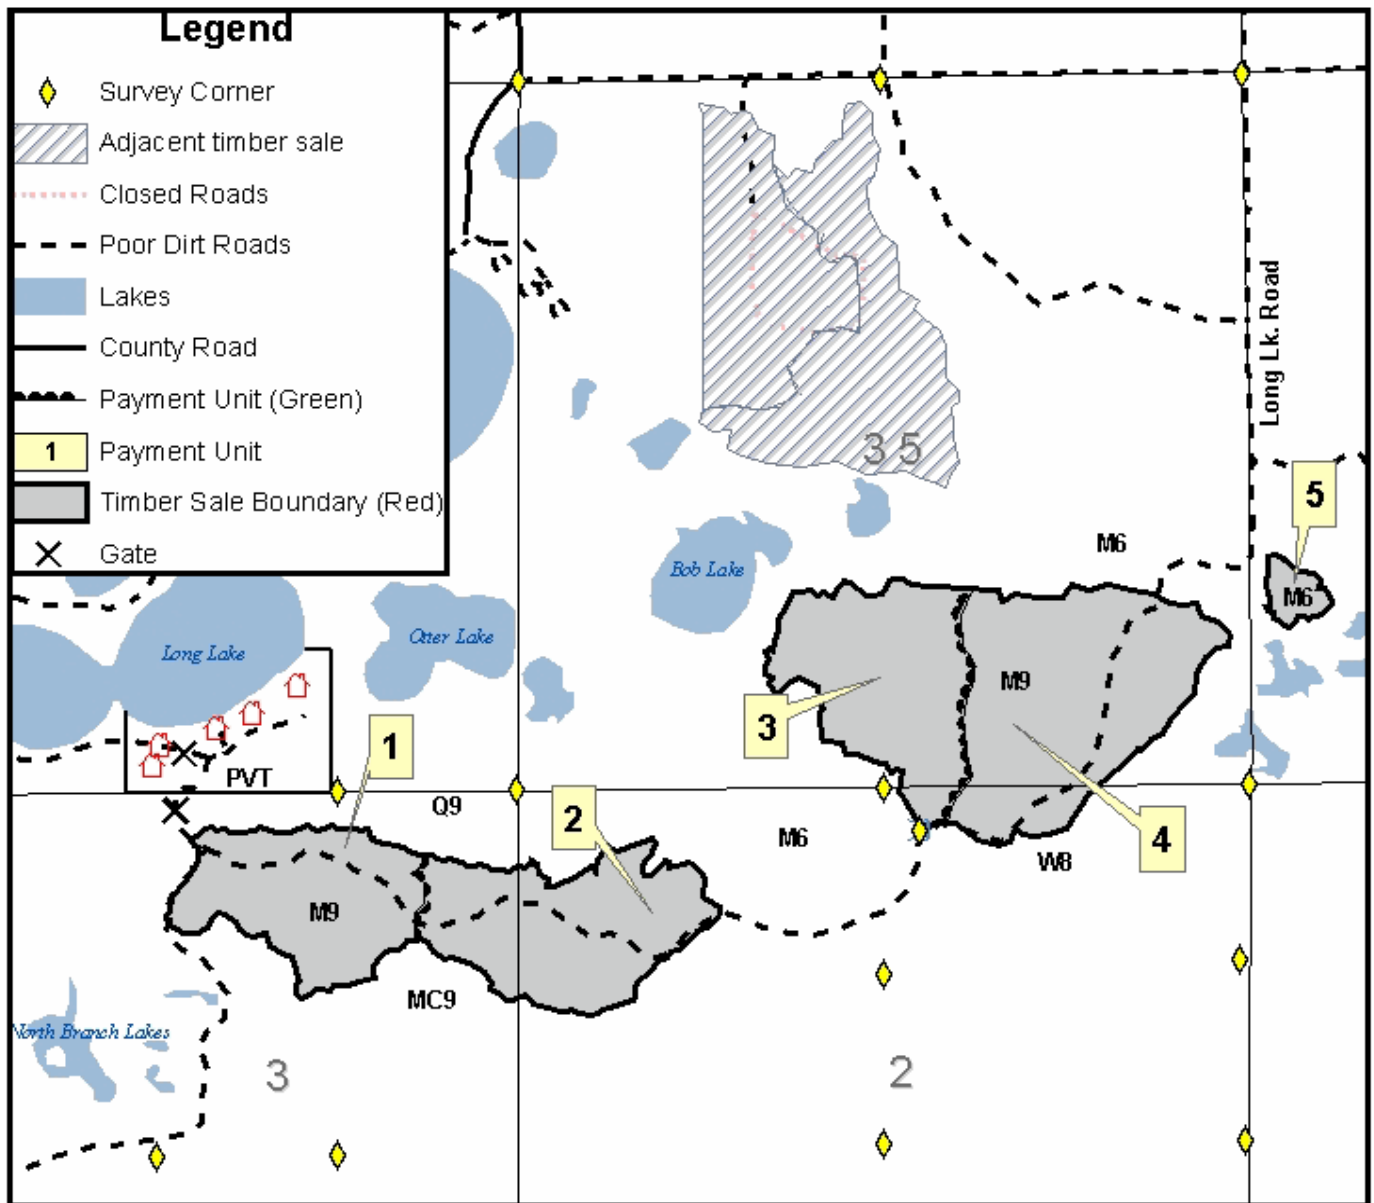 Legend
Survey Corner
Adjacent timber sale
Closed Roads
Poor Dirt Roads
Lakes
County Road
Payment Unit (Green)
1 Payment Unit
Timber Sale Boundary (Red)
Gate
Long Lk. Road
35
5
M6
M6
Bob Lake
Otter Lake
Long Lake
M9
3
1
PVT
Q9
2
M6
4
W8
M9
MC9
North Branch Lakes
3
2